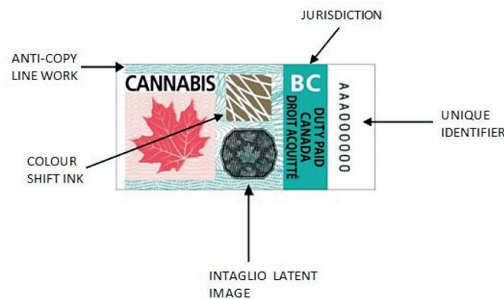 JURISDICTION
ANTI-COPY
LINE WORK
CANNABIS
BC
DUTY PAID
CANADA
DROIT ACQUITTÉ
AAA000000
UNIQUE
IDENTIFIER
COLOUR
SHIFT INK
INTAGLIO LATENT
IMAGE